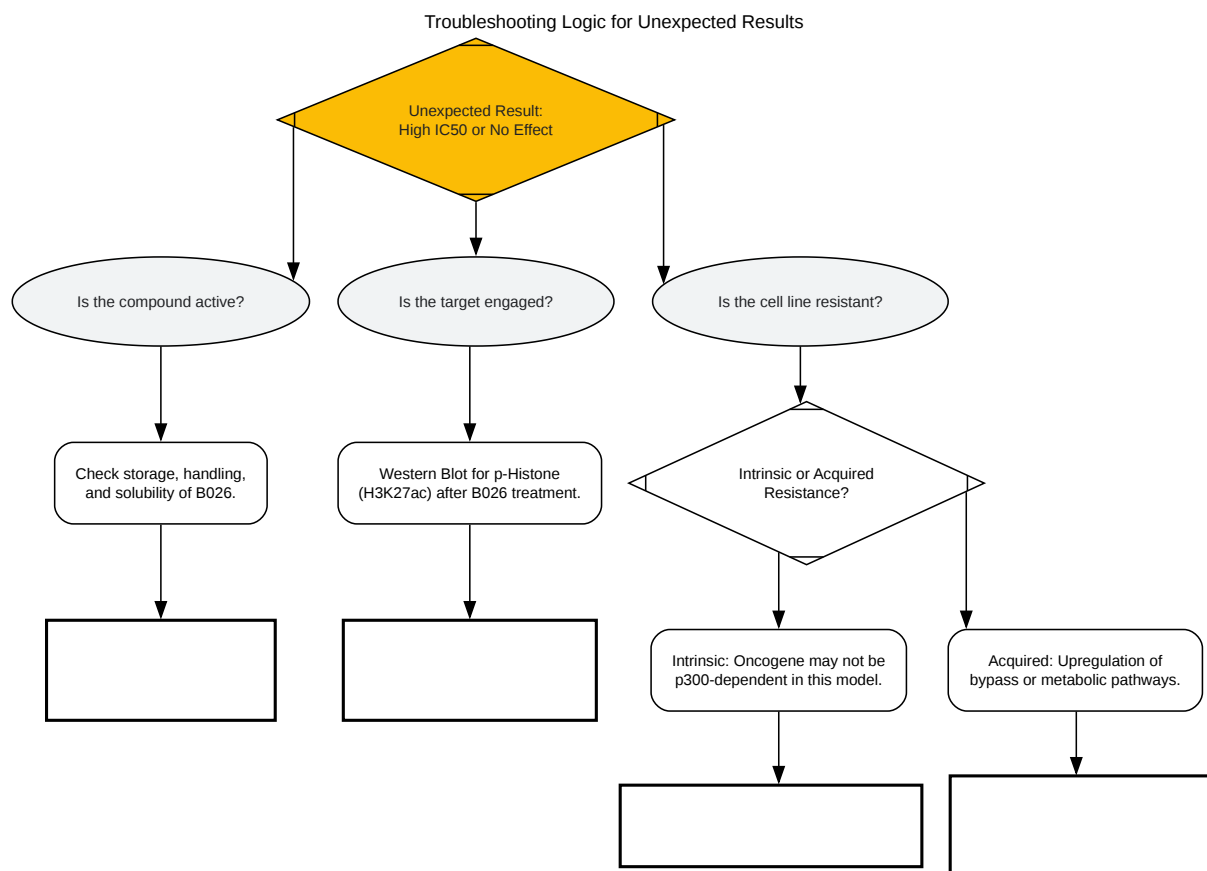 Troubleshooting Logic for Unexpected Results
Unexpected Result:
High IC50 or No Effect
Is the compound active?
Is the target engaged?
Is the cell line resistant?
Check storage, handling,
and solubility of B026.
Western Blot for p-Histone
(H3K27ac) after B026 treatment.
Intrinsic or Acquired
Resistance?
Intrinsic: Oncogene may not be
p300-dependent in this model.
Acquired: Upregulation of
bypass or metabolic pathways.